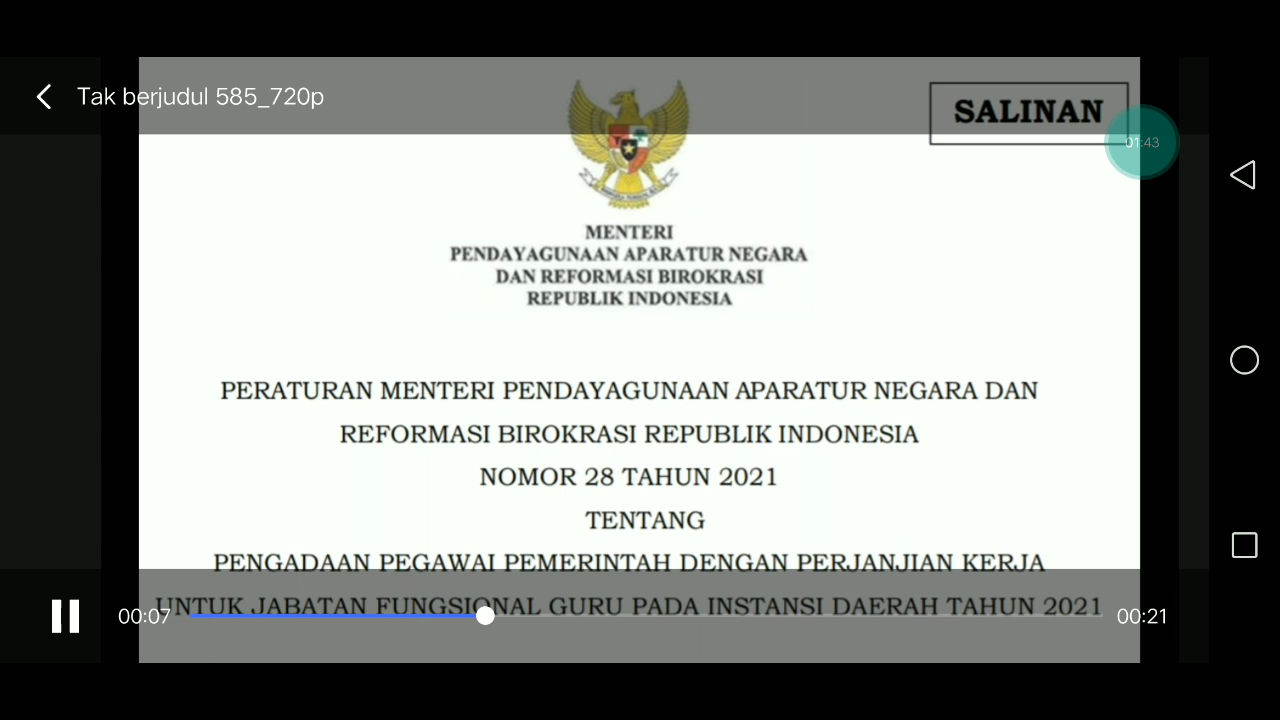 Tak berjudul 585_720p
SALINAN
01:43
MENTERI
PENDAYAGUNAAN APARATUR NEGARA
DAN REFORMASI BIROKRASI
REPUBLIK INDONESIA
PERATURAN MENTERI PENDAYAGUNAAN APARATUR NEGARA DAN
REFORMASI BIROKRASI REPUBLIK INDONESIA
NOMOR 28 TAHUN 2021
TENTANG
PENGADAAN PEGAWAI PEMERINTAH DENGAN PERJANJIAN KERJA
UNTUK JABATAN FUNGSIONAL GURU PADA INSTANSI DAERAH TAHUN 2021
00:07
00:21